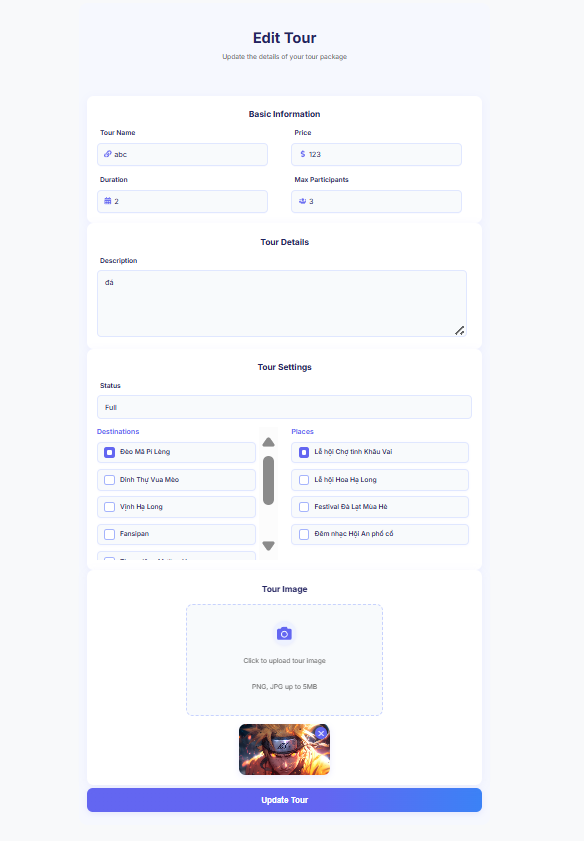 Edit Tour
Update the details of your tour package
Basic Information
Tour Name
Price
abc
$ 123
Duration
Max Participants
2
3
Tour Details
Description
đá
Tour Settings
Status
Full
Destinations
Places
Đèo Mã Pí Lèng
Lễ hội Chợ tình Khâu Vai
Dinh Thự Vua Mèo
Lễ hội Hoa Hạ Long
Vịnh Hạ Long
Festival Đà Lạt Mùa Hè
Fansipan
Đêm nhạc Hội An phố cổ
Tour Image
Click to upload tour image
PNG, JPG up to 5MB
Update Tour